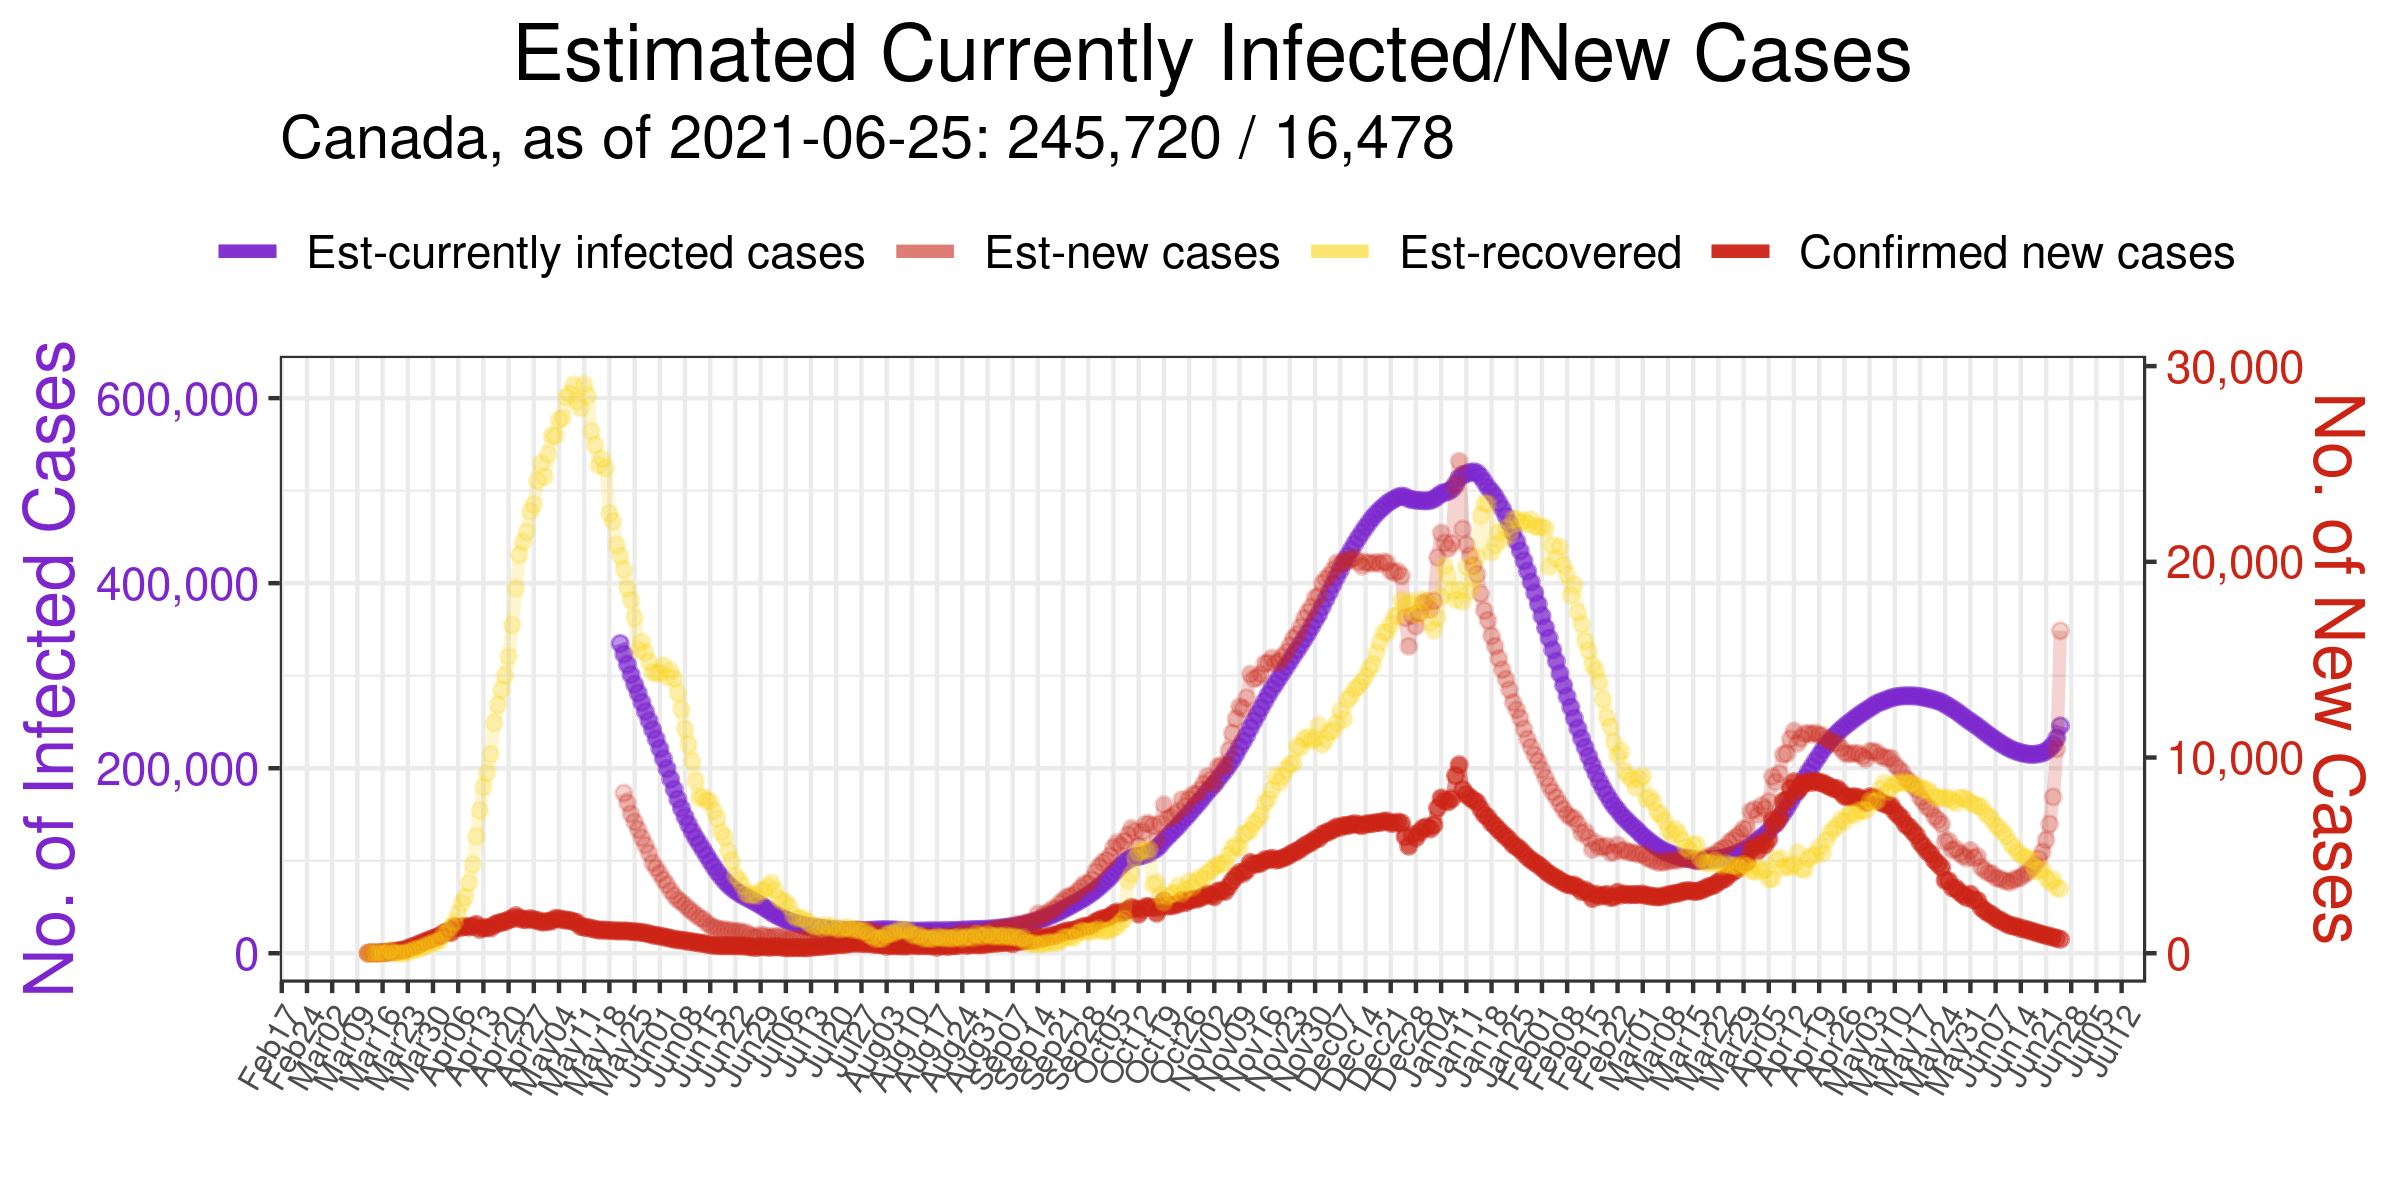 Estimated Currently Infected/New Cases
Canada, as of 2021-06-25: 245,720 / 16,478
Est-currently infected cases Est-new cases Est-recovered Confirmed new cases
No. of Infected Cases
600,000
400,000
200,000
0
30,000
20,000
10,000
0
No. of New Cases
Feb17
Feb24
Mar02
Mar09
Mar16
Mar23
Mar30
Apr06
Apr13
Apr20
Apr27
May04
May11
May18
May25
Jun01
Jun08
Jun15
Jun22
Jun29
Jul06
Jul13
Jul20
Jul27
Aug03
Aug10
Aug17
Aug24
Aug31
Sep07
Sep14
Sep21
Sep28
Oct05
Oct12
Oct19
Oct26
Nov02
Nov09
Nov16
Nov23
Nov30
Dec07
Dec14
Dec21
Dec28
Jan04
Jan11
Jan18
Jan25
Feb01
Feb08
Feb15
Feb22
Mar01
Mar08
Mar15
Mar22
Mar29
Apr05
Apr12
Apr19
Apr26
May03
May10
May17
May24
May31
Jun07
Jun14
Jun21
Jun28
Jul05
Jul12